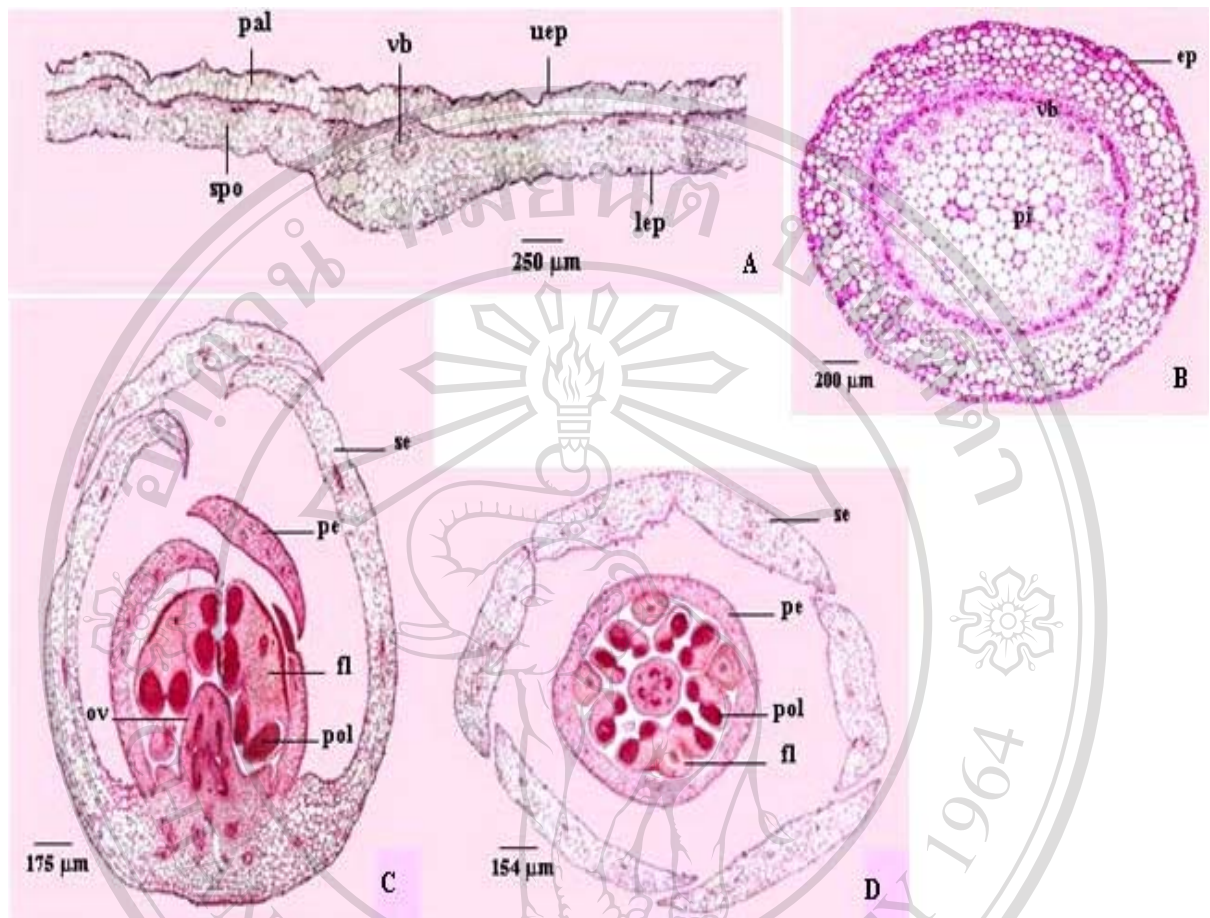 pal
vb
uep
spo
lep
250 µm
A
ep
vb
pi
200 µm
B
se
pe
fl
ov
pol
175 µm
C
se
pe
pol
fl
154 µm
D
1964